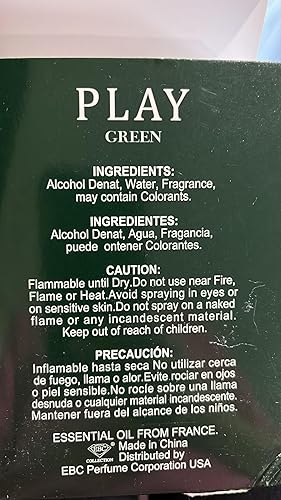 PLAY
GREEN
INGREDIENTS:
Alcohol Denat, Water, Fragrance,
may contain Colorants.
INGREDIENTES:
Alcohol Denat, Agua, Fragancia,
puede ontener Colorantes.
CAUTION:
Flammable until Dry.Do not use near Fire,
Flame or Heat.Avoid spraying in eyes or
on sensitive skin.Do not spray on a naked
flame or any incandescent material.
Keep out of reach of children.
PRECAUCIÓN:
Inflamable hasta seca No utilizar cerca
de fuego, llama o alor.Evite rociar en ojos
o piel sensible.No rocie sobre una llama
desnuda o cualquier material incandescente.
Mantener fuera del alcance de los niños.
ESSENTIAL OIL FROM FRANCE.
Made in China
Distributed by
EBC Perfume Corporation USA
EBC
COLLECTION